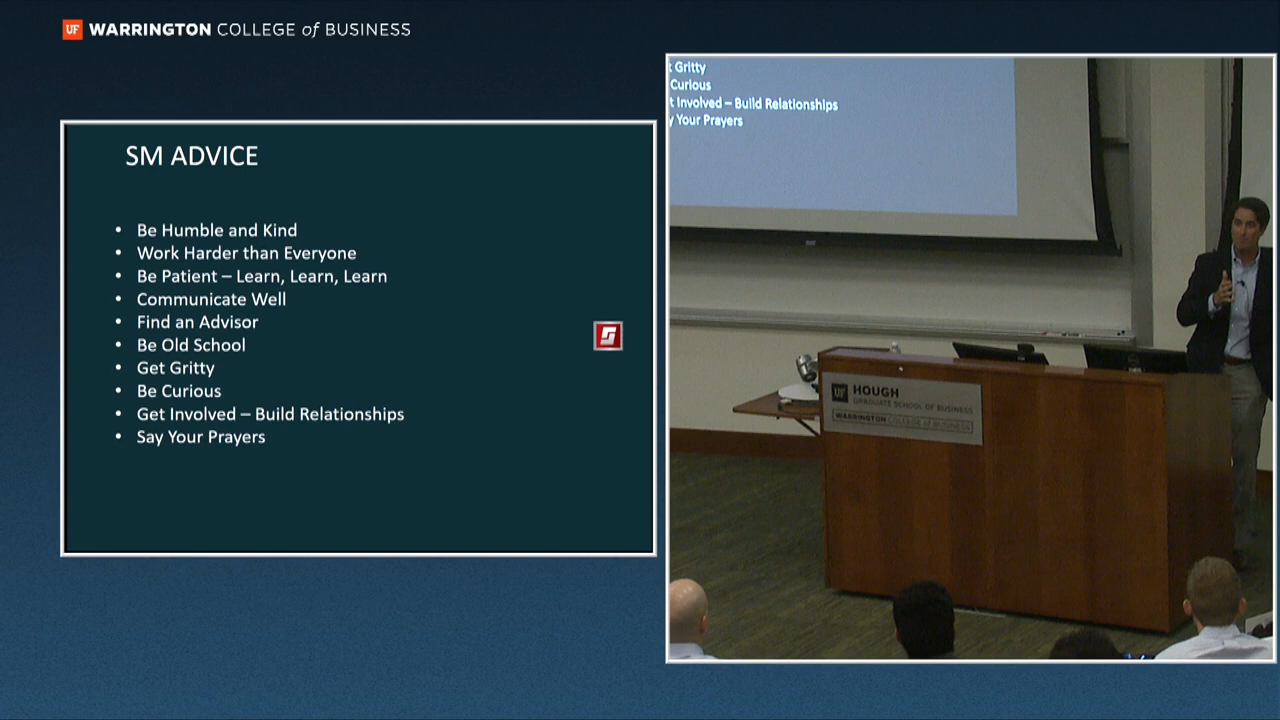 UF WARRINGTON COLLEGE of BUSINESS
SM ADVICE
• Be Humble and Kind
• Work Harder than Everyone
• Be Patient – Learn, Learn, Learn
• Communicate Well
• Find an Advisor
• Be Old School
• Get Gritty
• Be Curious
• Get Involved – Build Relationships
• Say Your Prayers
t Gritty
Curious
t Involved – Build Relationships
y Your Prayers
UF HOUGH
GRADUATE SCHOOL OF BUSINESS
WARRINGTON COLLEGE OF BUSINESS